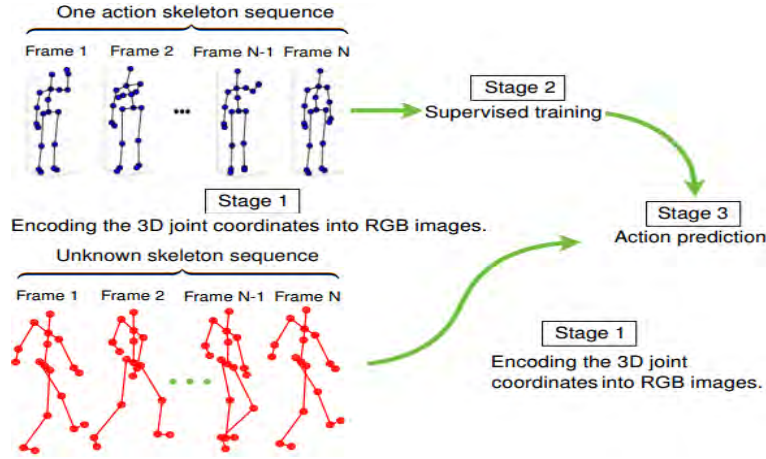 One action skeleton sequence
Frame 1 Frame 2 Frame N-1 Frame N
Stage 2
Supervised training
Stage 1
Encoding the 3D joint coordinates into RGB images.
Stage 3
Action prediction
Unknown skeleton sequence
Frame 1 Frame 2 Frame N-1 Frame N
Stage 1
Encoding the 3D joint
coordinates into RGB images.